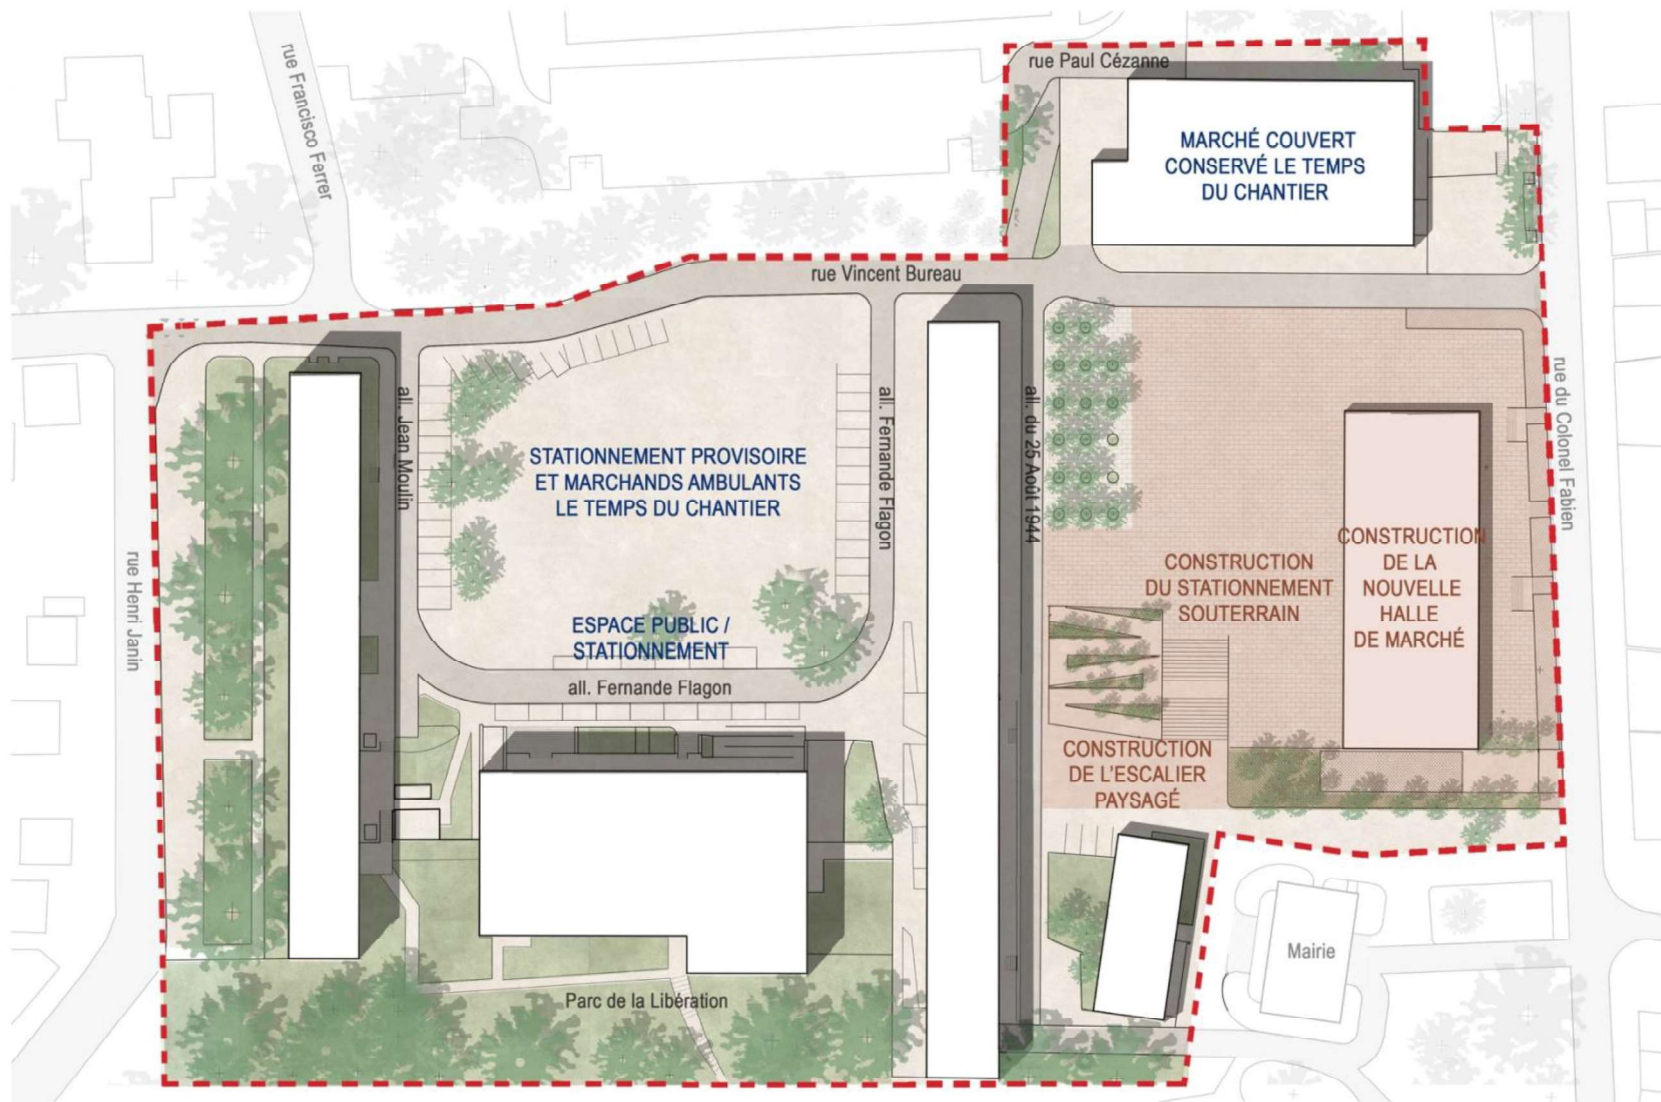 rue Francisco Ferrer
rue Paul Cézanne
MARCHÉ COUVERT
CONSERVÉ LE TEMPS
DU CHANTIER
rue Vincent Bureau
all. Jean Moulin
STATIONNEMENT PROVISOIRE
ET MARCHANDS AMBULANTS
LE TEMPS DU CHANTIER
all. Fernande Flagon
all. du 25 Août 1944
rue du Colonel Fabien
rue Henri Janin
CONSTRUCTION
DU STATIONNEMENT
SOUTERRAIN
CONSTRUCTION
DE LA
NOUVELLE
HALLE
DE MARCHÉ
ESPACE PUBLIC /
STATIONNEMENT
all. Fernande Flagon
CONSTRUCTION
DE L'ESCALIER
PAYSAGÉ
Mairie
Parc de la Libération